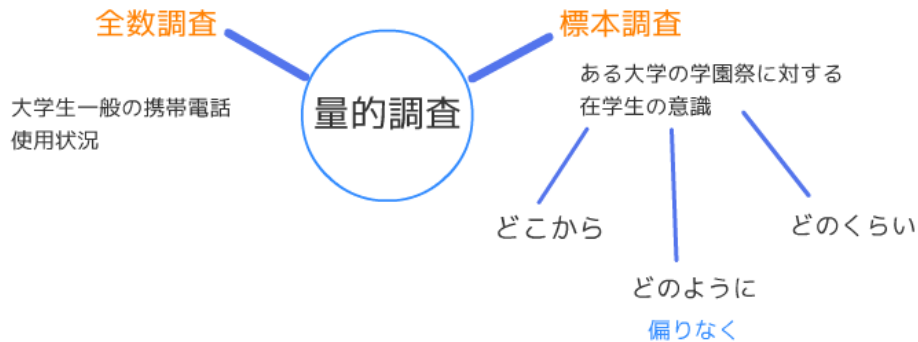 全数調査
標本調査
量的調査
大学生一般の携帯電話
使用状況
ある大学の学園祭に対する
在学生の意識
どこから
どのように
偏りなく
どのくらい